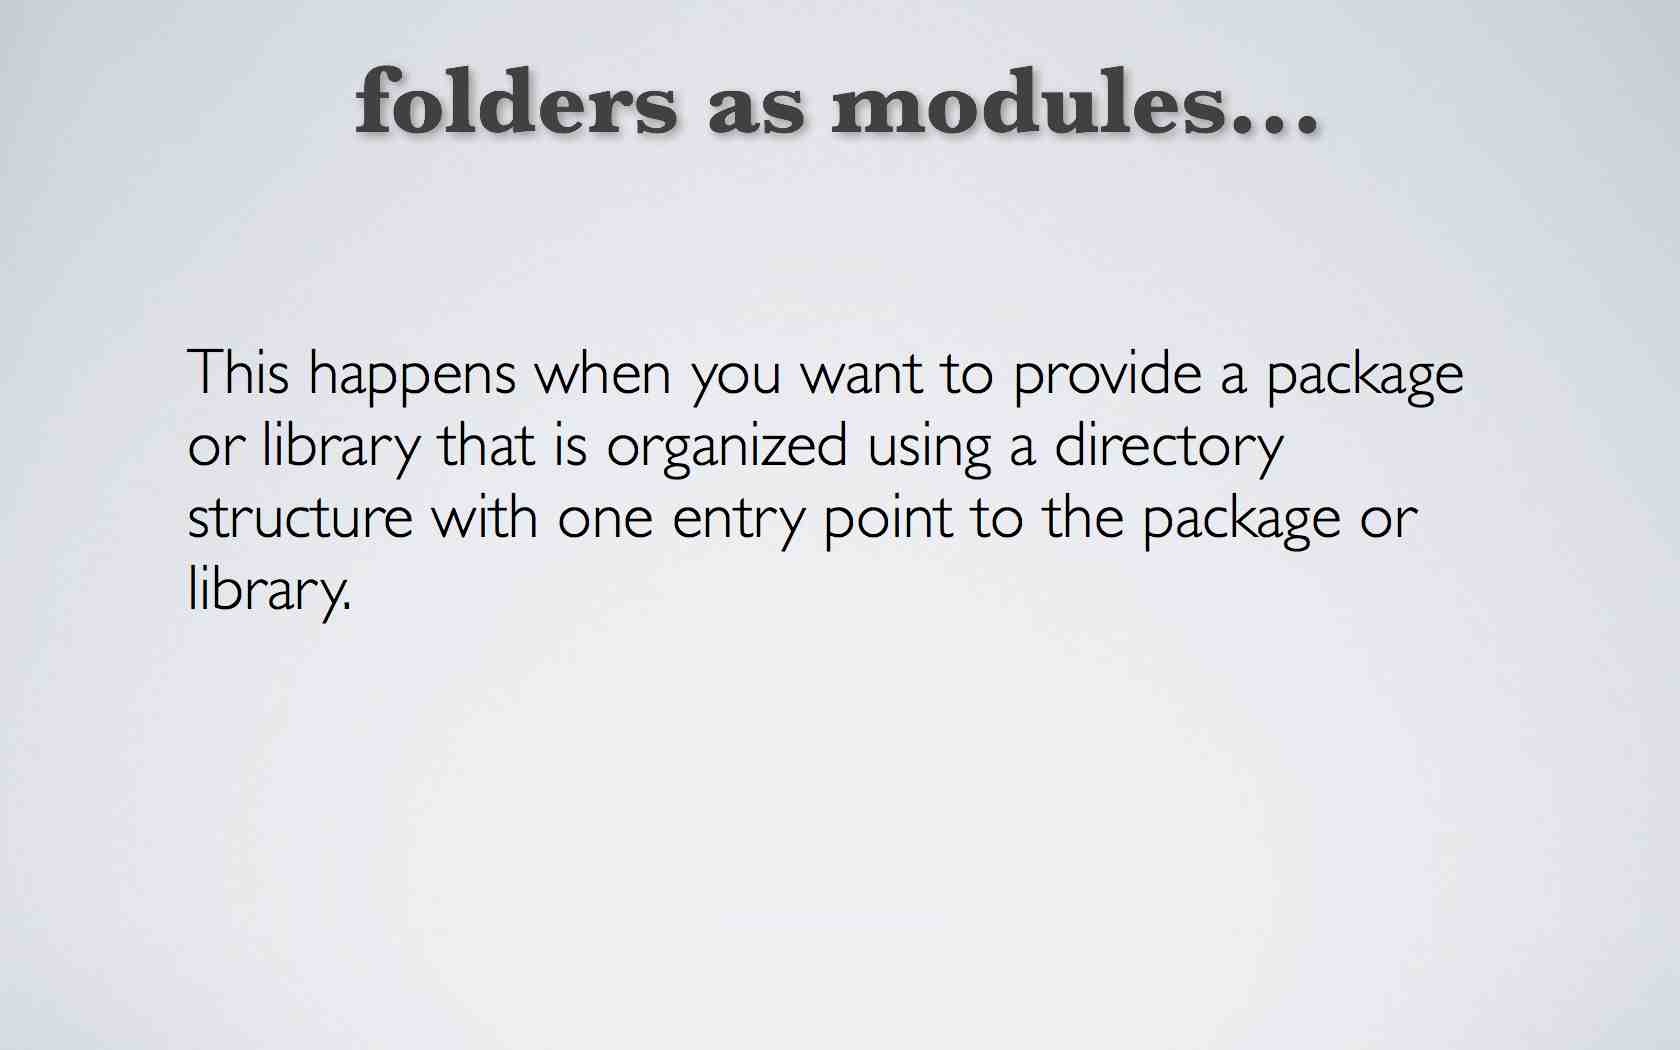 folders as modules...
This happens when you want to provide a package
or library that is organized using a directory
structure with one entry point to the package or
library.